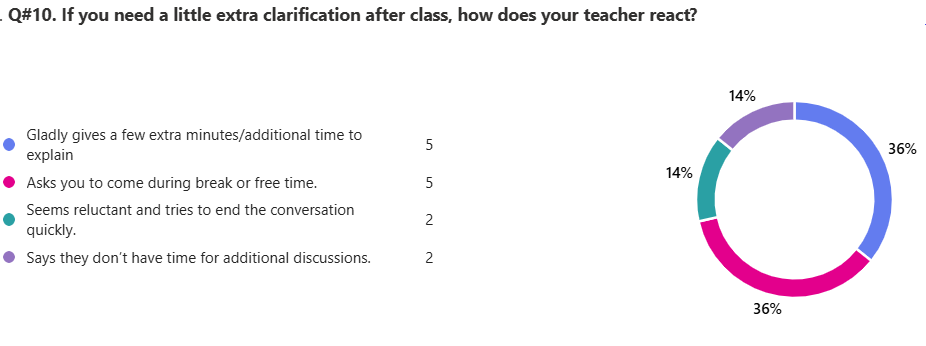 . Q#10. If you need a little extra clarification after class, how does your teacher react?
Gladly gives a few extra minutes/additional time to
explain
5
Asks you to come during break or free time.
5
Seems reluctant and tries to end the conversation
quickly.
2
Says they don't have time for additional discussions.
2
14%
36%
14%
36%